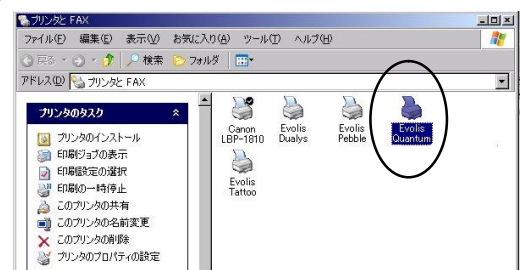 プリンタと FAX
ファイル(F) 編集(E) 表示(V) お気に入り(A) ツール(T) ヘルプ(H)
戻る 検索 フォルダ
アドレス(D) プリンタと FAX
プリンタのタスク
プリンタのインストール
印刷ジョブの表示
印刷設定の選択
印刷の一時停止
このプリンタの共有
このプリンタの名前変更
このプリンタの削除
プリンタのプロパティの設定
Canon LBP-1810
Evolis Dualys
Evolis Pebble
Evolis Quantum
Evolis Tattoo